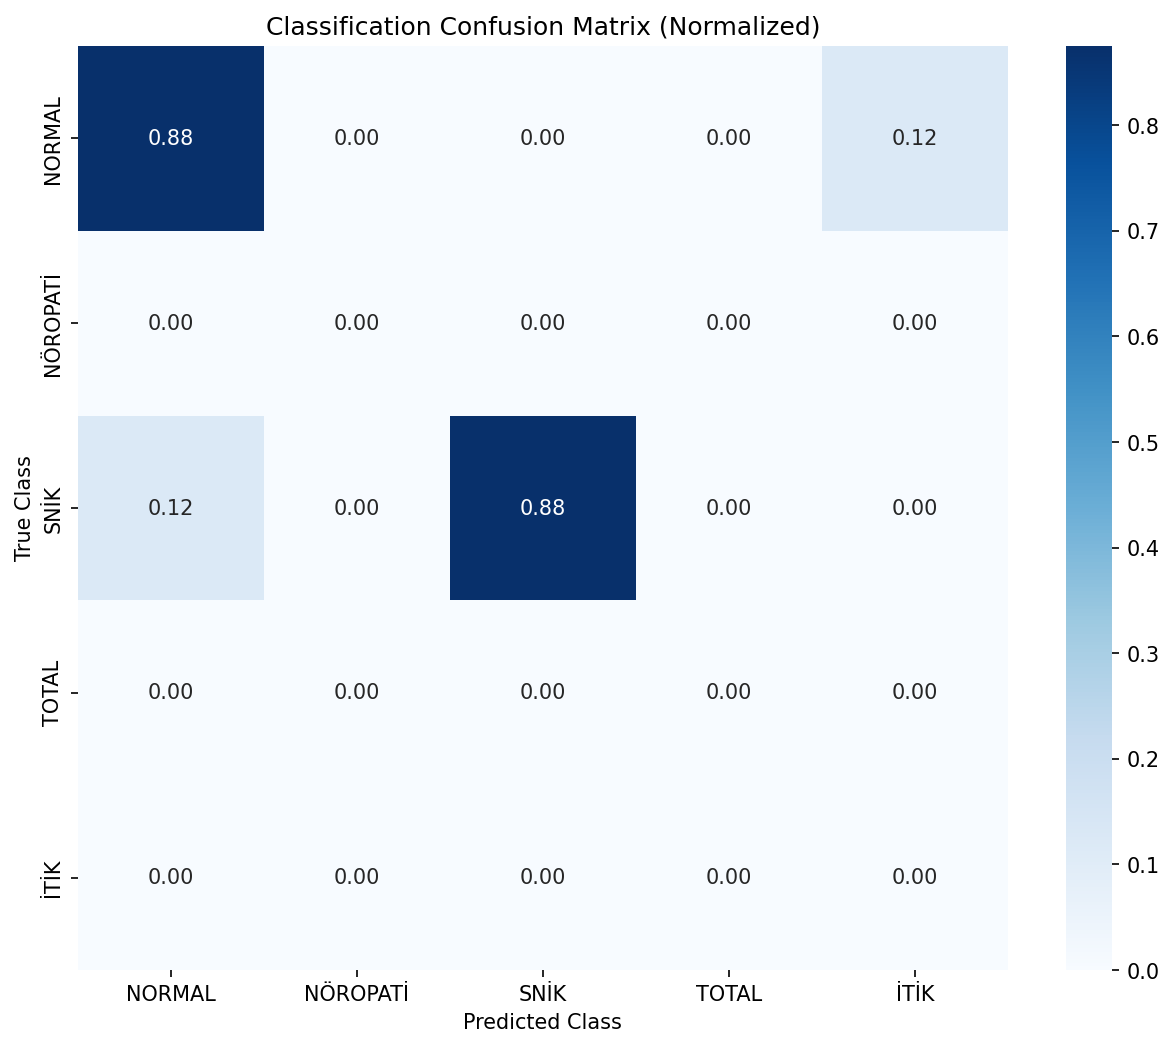 Classification Confusion Matrix (Normalized)
True Class
NORMAL
0.88 0.00 0.00 0.00 0.12
NÖROPATİ
0.00 0.00 0.00 0.00 0.00
SNİK
0.12 0.00 0.88 0.00 0.00
TOTAL
0.00 0.00 0.00 0.00 0.00
İTİK
0.00 0.00 0.00 0.00 0.00
NORMAL NÖROPATİ SNİK TOTAL İTİK
Predicted Class
0.8
0.7
0.6
0.5
0.4
0.3
0.2
0.1
0.0